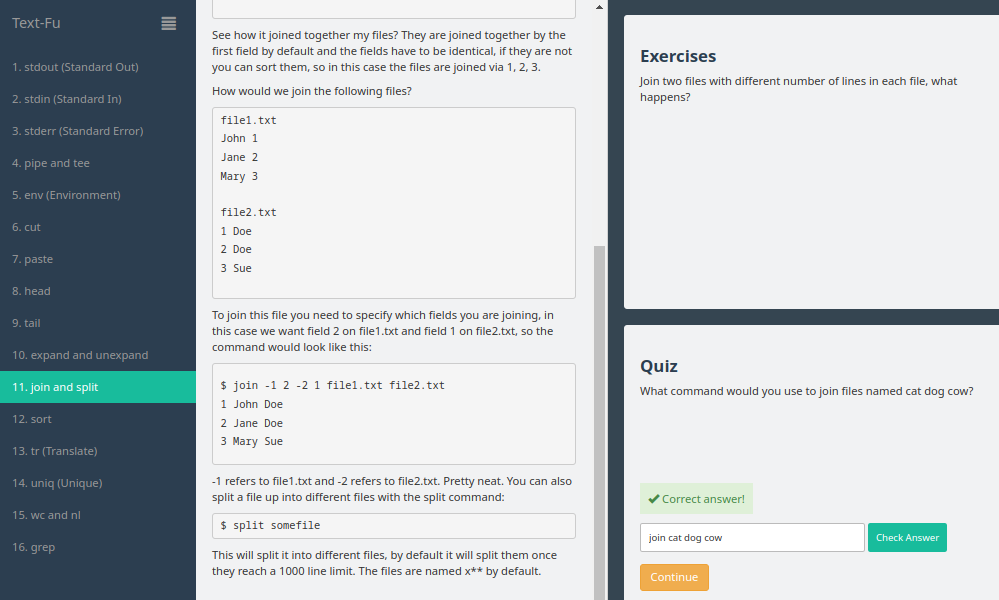 Text-Fu
1. stdout (Standard Out)
2. stdin (Standard In)
3. stderr (Standard Error)
4. pipe and tee
5. env (Environment)
6. cut
7. paste
8. head
9. tail
10. expand and unexpand
11. join and split
12. sort
13. tr (Translate)
14. uniq (Unique)
15. wc and nl
16. grep
See how it joined together my files? They are joined together by the
first field by default and the fields have to be identical, if they are not
you can sort them, so in this case the files are joined via 1, 2, 3.
How would we join the following files?
file1.txt
John 1
Jane 2
Mary 3
file2.txt
1 Doe
2 Doe
3 Sue
To join this file you need to specify which fields you are joining, in
this case we want field 2 on file1.txt and field 1 on file2.txt, so the
command would look like this:
$ join -1 2 -2 1 file1.txt file2.txt
1 John Doe
2 Jane Doe
3 Mary Sue
-1 refers to file1.txt and -2 refers to file2.txt. Pretty neat. You can also
split a file up into different files with the split command:
$ split somefile
This will split it into different files, by default it will split them once
they reach a 1000 line limit. The files are named x** by default.
Exercises
Join two files with different number of lines in each file, what
happens?
Quiz
What command would you use to join files named cat dog cow?
Correct answer!
join cat dog cow
Check Answer
Continue